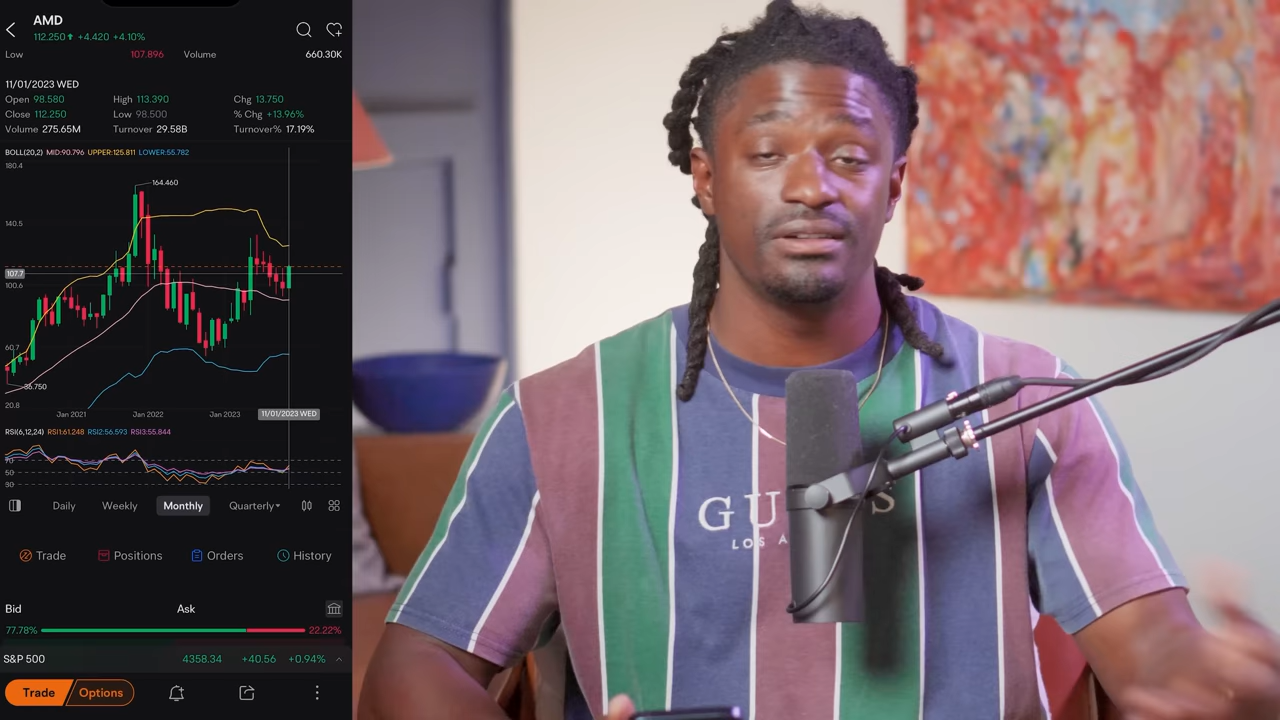 AMD
112.250 +4.420 +4.10%
Low 107.896 Volume 660.30K
11/01/2023 WED
Open 98.580 High 113.390 Chg 13.750
Close 112.250 Low 98.500 % Chg +13.96%
Volume 275.65M Turnover 29.58B Turnover% 17.19%
BOLL(20,2) MID:90.796 UPPER:125.811 LOWER:55.782
180.4
164.460
140.5
107.7
100.6
60.7
36.750
20.8
Jan 2021 Jan 2022 Jan 2023 11/01/2023 WED
RSI(6,12,24) RSI1:61.248 RSI2:56.593 RSI3:55.844
70
50
30
Daily Weekly Monthly Quarterly
Trade Positions Orders History
Bid Ask
77.78% 22.22%
S&P 500 4358.34 +40.56 +0.94%
Trade Options
GU S
LOS A